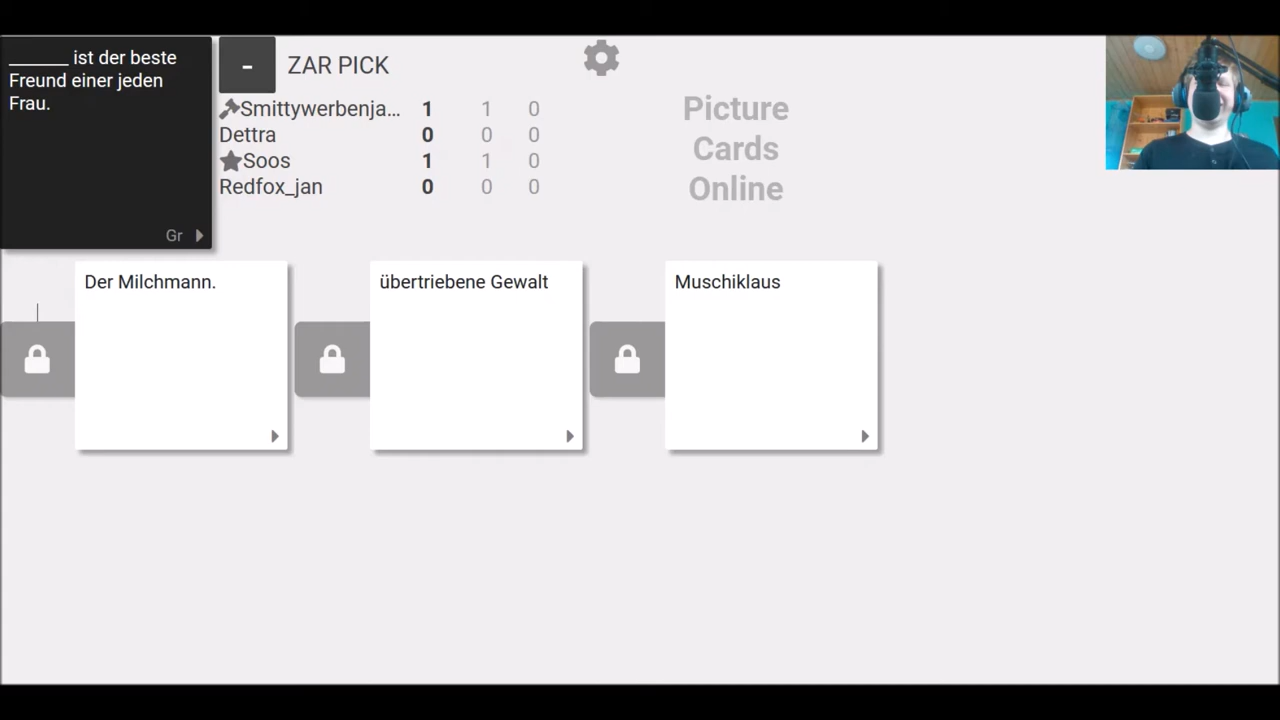 ______ ist der beste
Freund einer jeden
Frau.
Gr
- ZAR PICK
Smittywerbenja... 1 1 0
Dettra 0 0 0
Soos 1 1 0
Redfox_jan 0 0 0
Picture
Cards
Online
Der Milchmann.
übertriebene Gewalt
Muschiklaus